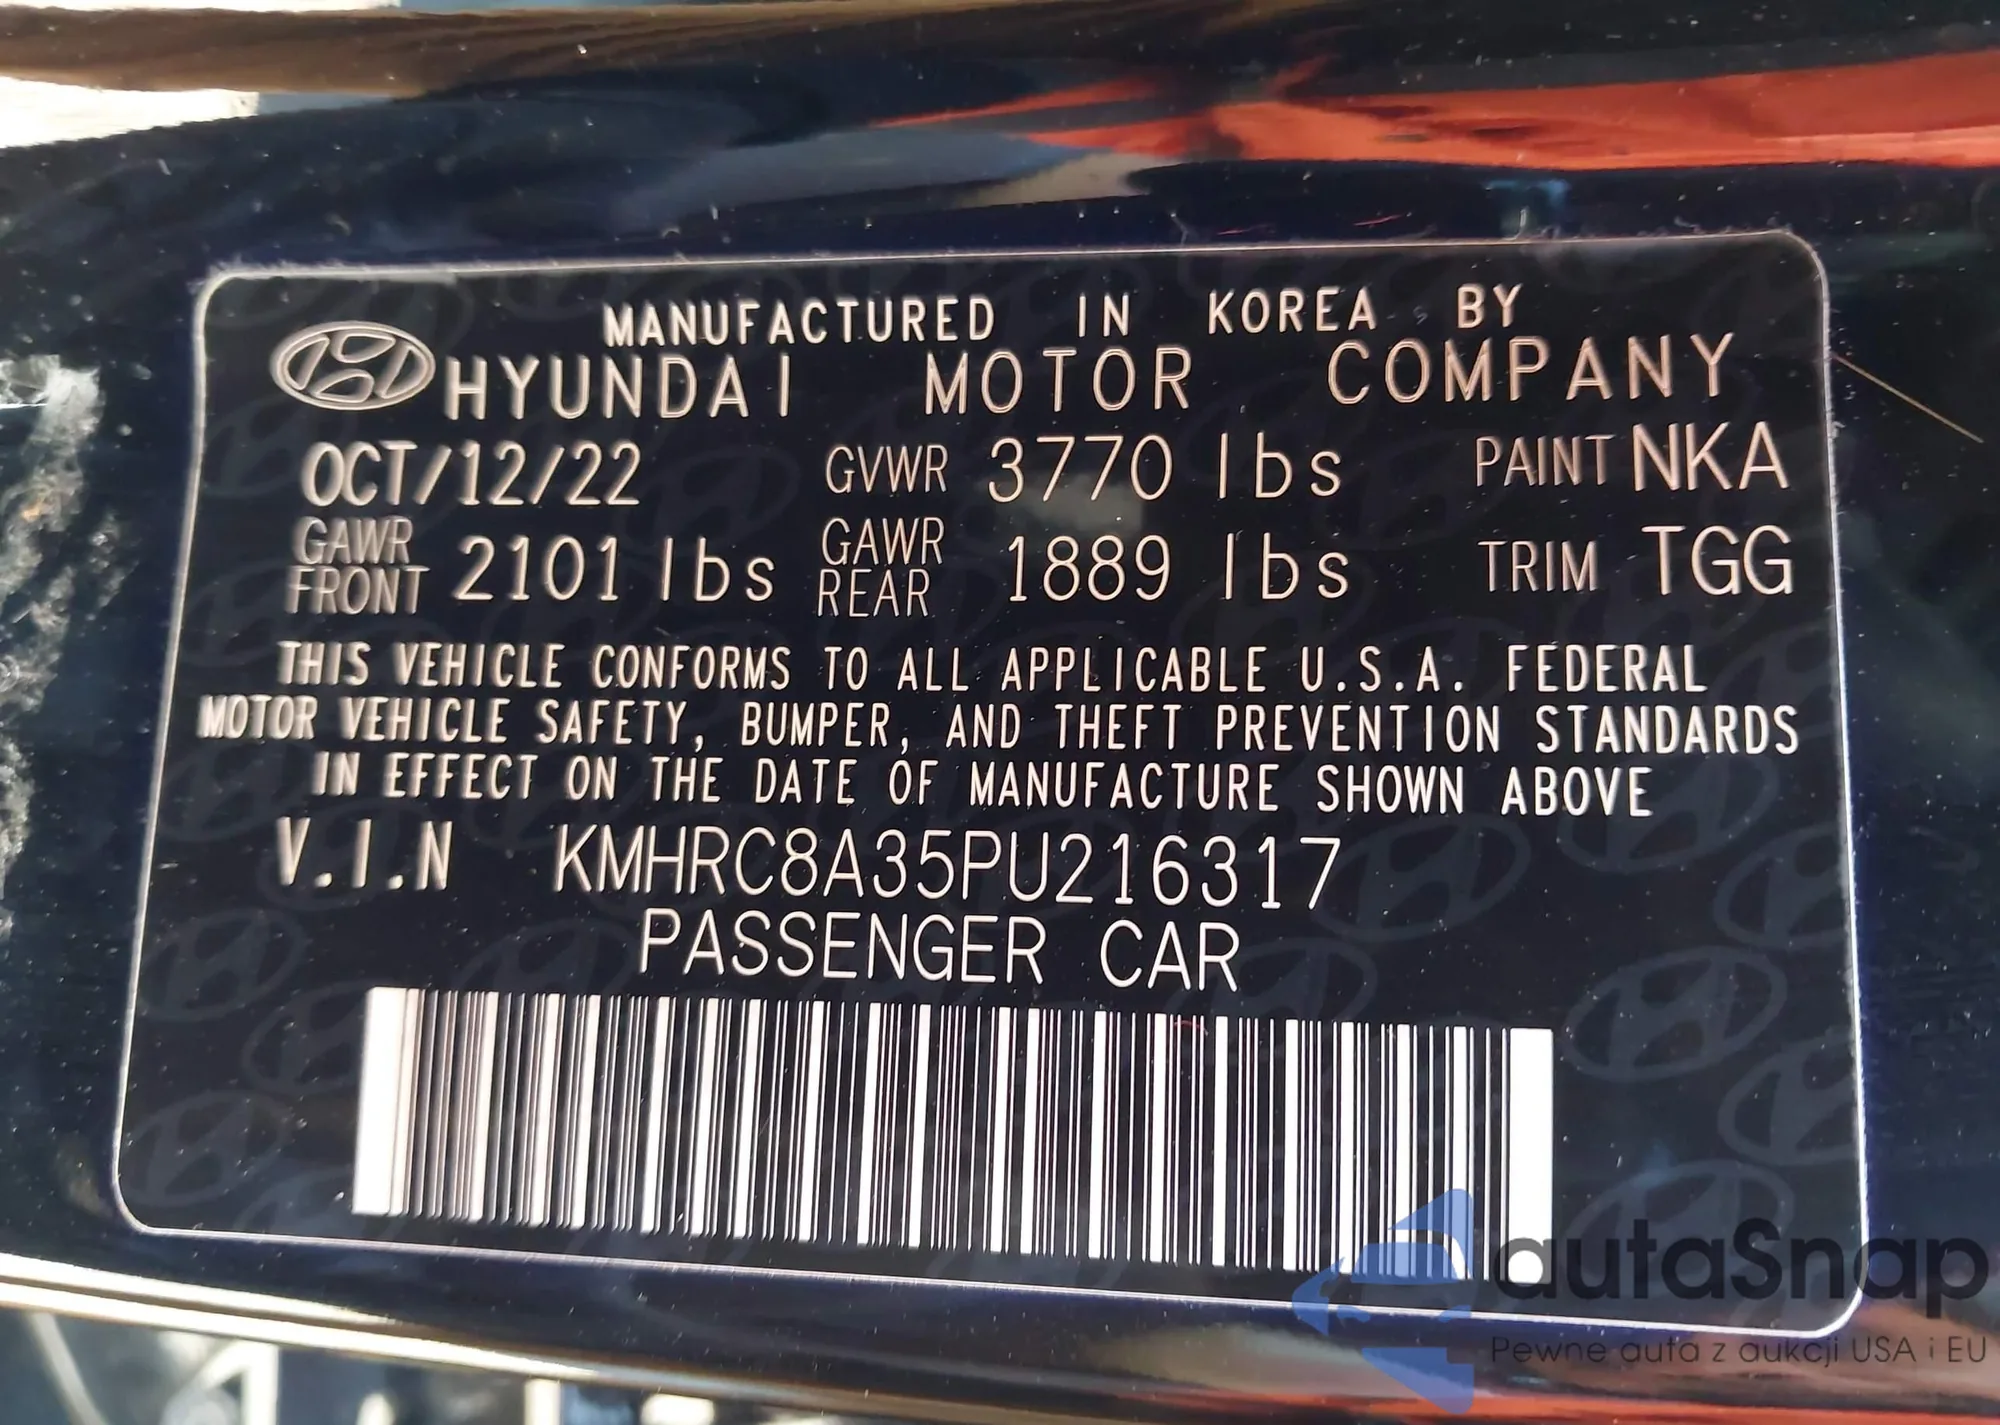 MANUFACTURED IN KOREA BY
HYUNDAI MOTOR COMPANY
OCT/12/22 GVWR 3770 lbs PAINT NKA
GAWR FRONT 2101 lbs GAWR REAR 1889 lbs TRIM TGG
THIS VEHICLE CONFORMS TO ALL APPLICABLE U.S.A. FEDERAL
MOTOR VEHICLE SAFETY, BUMPER, AND THEFT PREVENTION STANDARDS
IN EFFECT ON THE DATE OF MANUFACTURE SHOWN ABOVE
V.I.N KMHRC8A35PU216317
PASSENGER CAR
autaSnap
Pewne auta z aukcji USA i EU